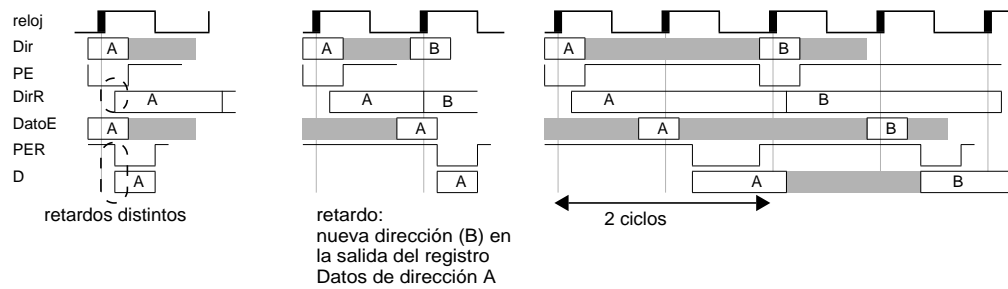 reloj
Dir A A B A B
PE
DirR A A B A B
DatoE A A A B
PER
D A A A B
retardos distintos
retardo:
nueva dirección (B) en
la salida del registro
Datos de dirección A
2 ciclos